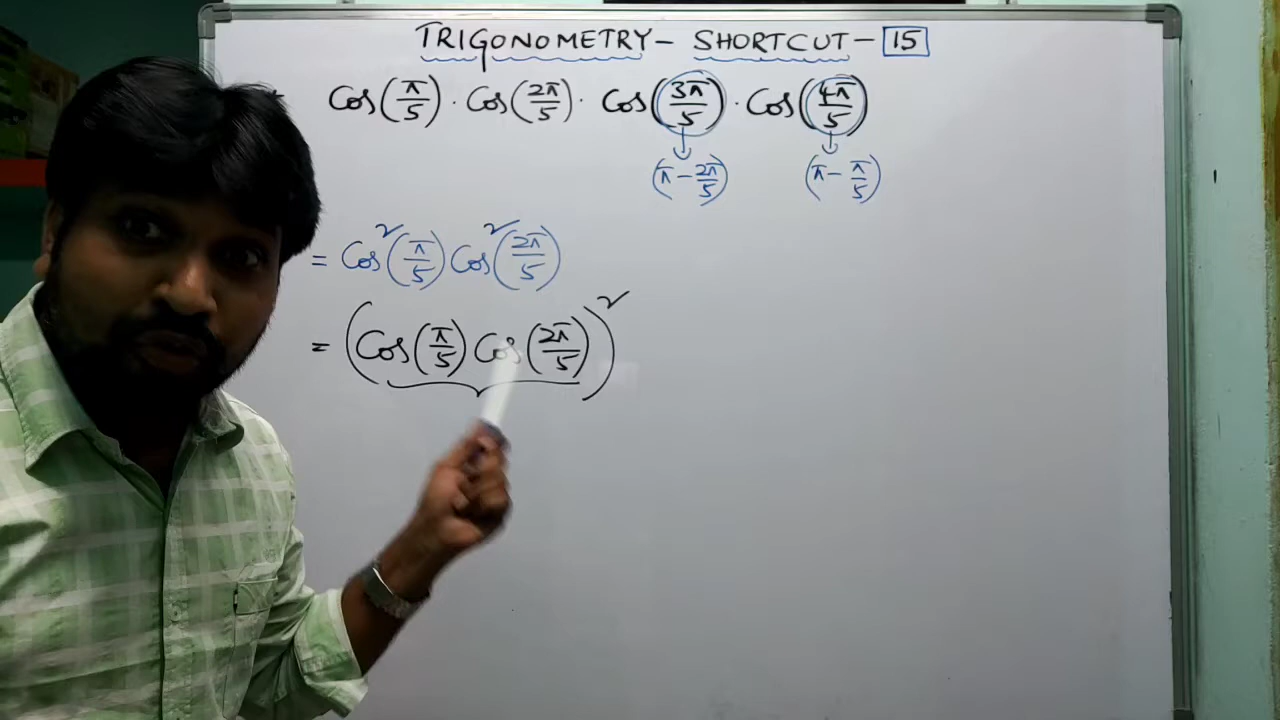 TRIGONOMETRY – SHORTCUT – 15
Cos(π/5) · Cos(2π/5) · Cos(3π/5) · Cos(4π/5)
(π – 2π/5) (π – π/5)
= Cos²(π/5) Cos²(2π/5)
= (Cos(π/5) Cos(2π/5))²